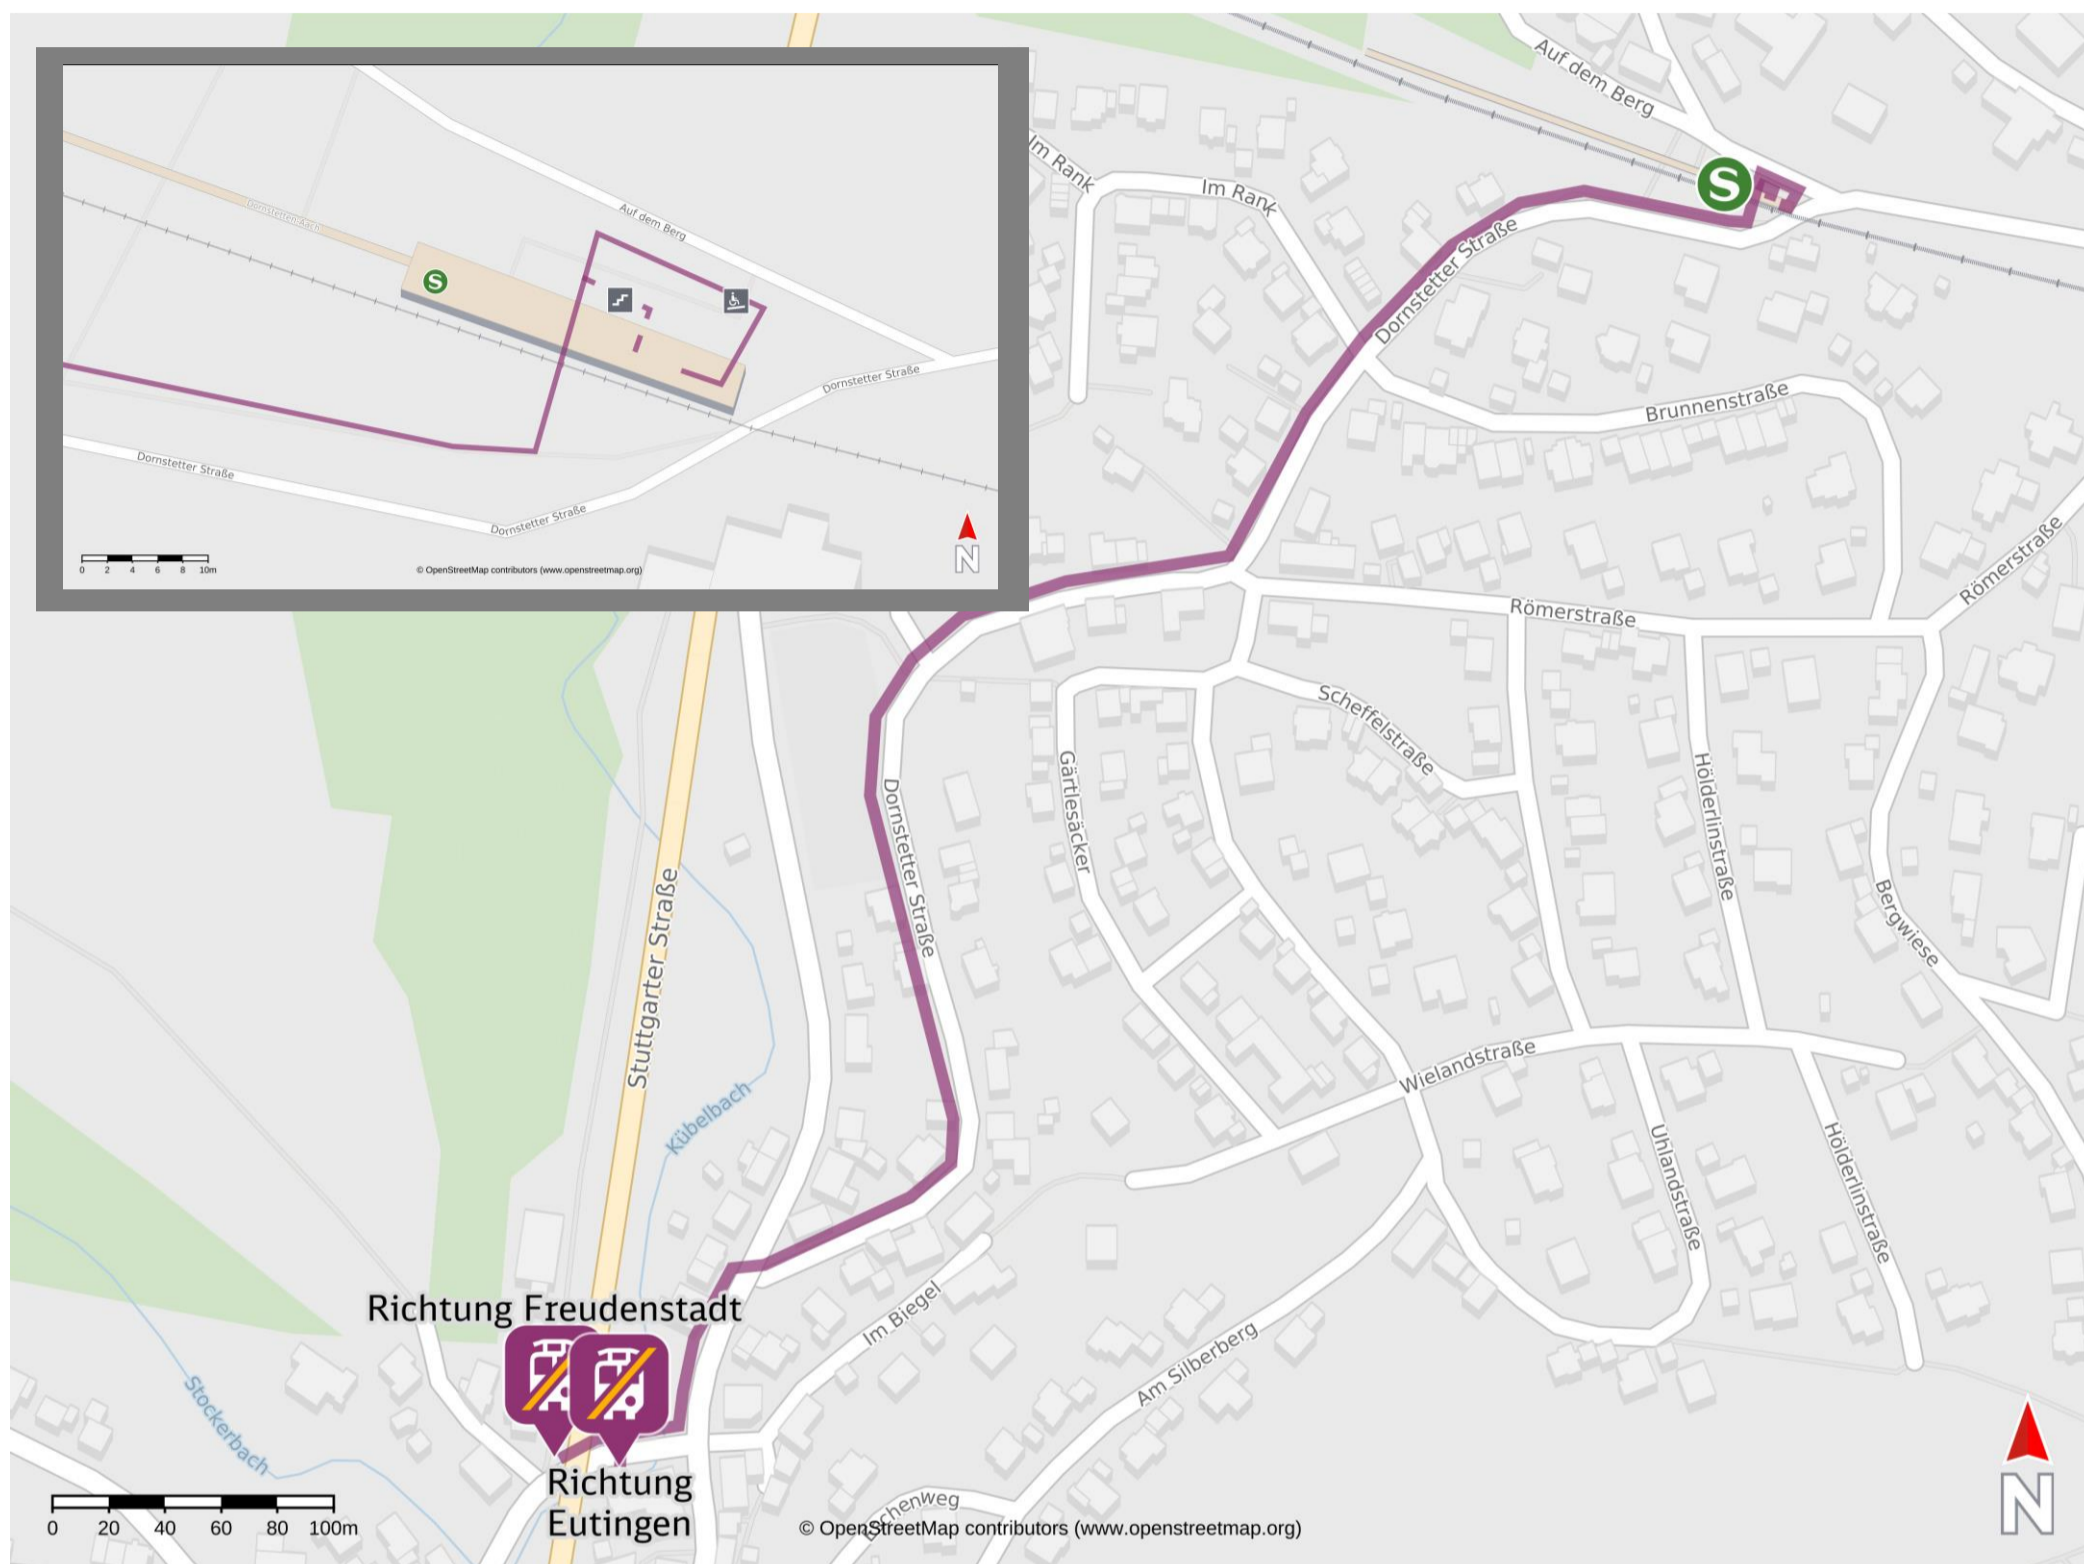 Auf dem Berg
Im Rank
Im Rank
S
Dornstetter Straße
Brunnenstraße
Römerstraße
Römerstraße
Scheffelstraße
Gärtlesäcker
Hölderlinstraße
Dornstetter Straße
Bergwiese
Stuttgarter Straße
Wielandstraße
Kübelbach
Uhlandstraße
Hölderlinstraße
Im Biegel
Am Silberberg
Stockerbach
Richtung Freudenstadt
Richtung
Eutingen
0 20 40 60 80 100m
© OpenStreetMap contributors (www.openstreetmap.org)
N
Dornstetten-Aach
Auf dem Berg
S
Dornstetter Straße
Dornstetter Straße
Dornstetter Straße
0 2 4 6 8 10m
© OpenStreetMap contributors (www.openstreetmap.org)
N